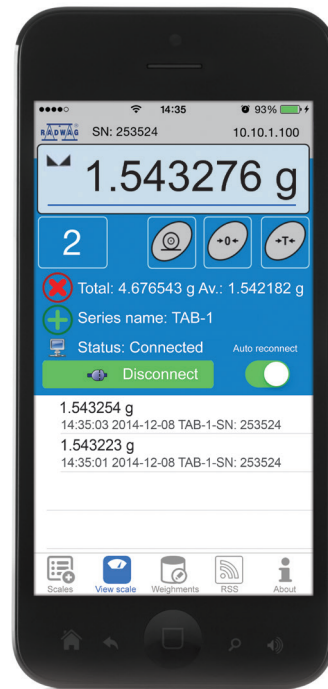 14:35 93%
RADWAG SN: 253524 10.10.1.100
1.543276 g
2 →0← →T←
Total: 4.676543 g Av.: 1.542182 g
Series name: TAB-1
Status: Connected Auto reconnect
Disconnect
1.543254 g
14:35:03 2014-12-08 TAB-1-SN: 253524
1.543223 g
14:35:01 2014-12-08 TAB-1-SN: 253524
Scales View scale Weighments RSS About